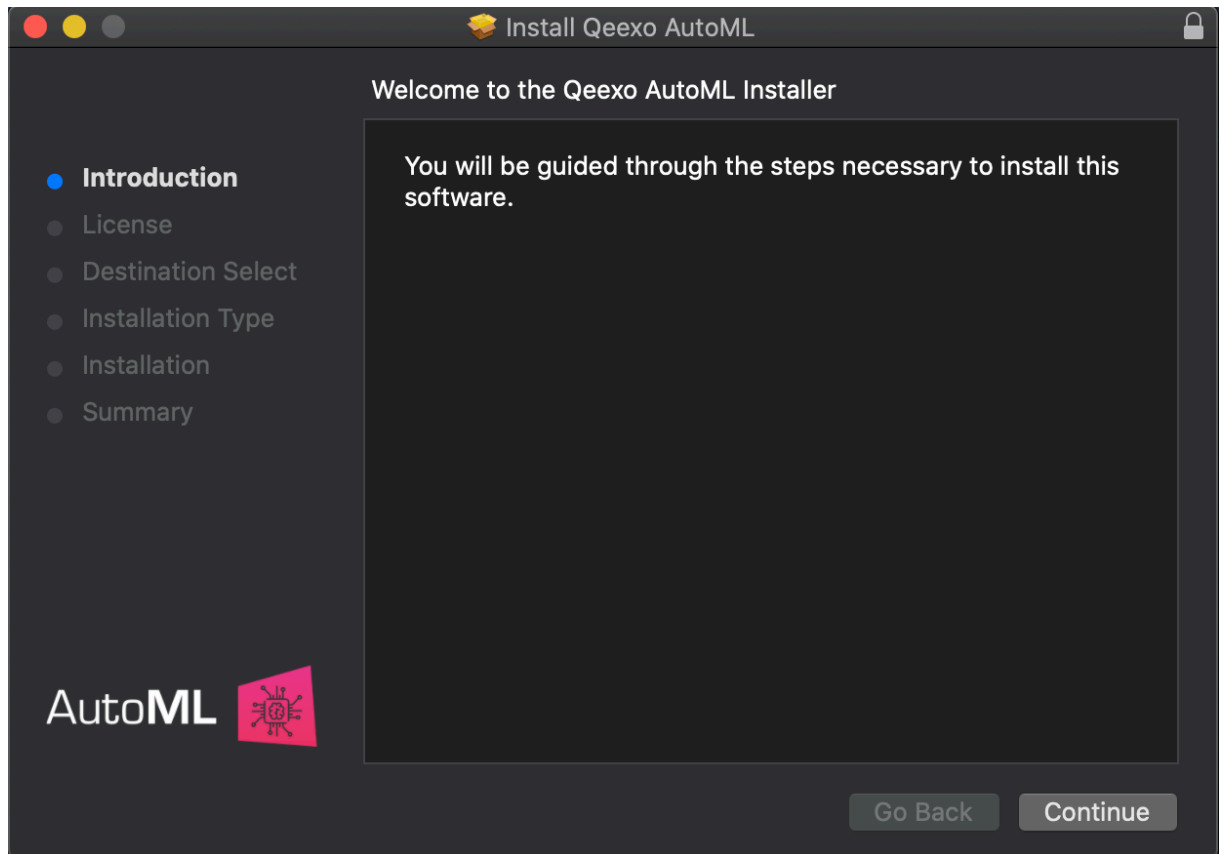 Install Qeexo AutoML
Welcome to the Qeexo AutoML Installer
Introduction
License
Destination Select
Installation Type
Installation
Summary
You will be guided through the steps necessary to install this
software.
AutoML
Go Back
Continue